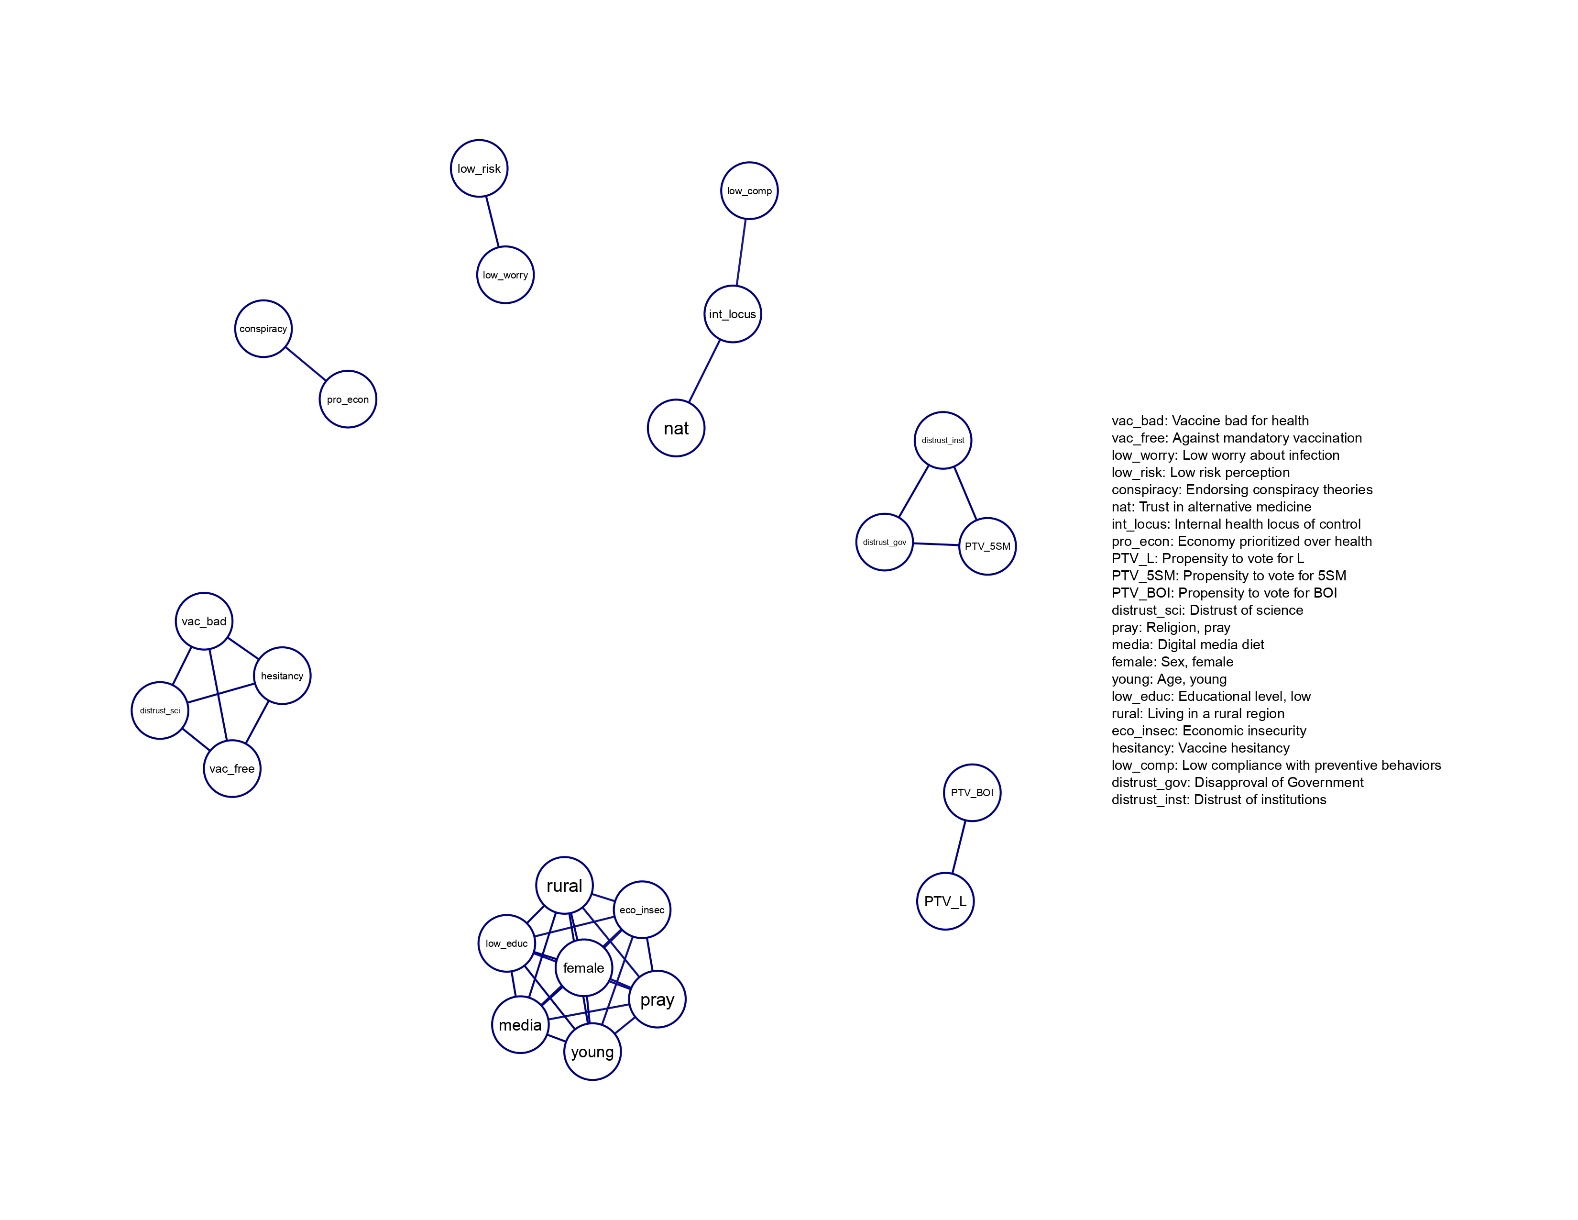 low_risk
low_comp
low_worry
int_locus
conspiracy
pro_econ
nat
distrust_inst
distrust_gov
PTV_5SM
vac_bad: Vaccine bad for health
vac_free: Against mandatory vaccination
low_worry: Low worry about infection
low_risk: Low risk perception
conspiracy: Endorsing conspiracy theories
nat: Trust in alternative medicine
int_locus: Internal health locus of control
pro_econ: Economy prioritized over health
PTV_L: Propensity to vote for L
PTV_5SM: Propensity to vote for 5SM
PTV_BOI: Propensity to vote for BOI
distrust_sci: Distrust of science
pray: Religion, pray
media: Digital media diet
female: Sex, female
young: Age, young
low_educ: Educational level, low
rural: Living in a rural region
eco_insec: Economic insecurity
hesitancy: Vaccine hesitancy
low_comp: Low compliance with preventive behaviors
distrust_gov: Disapproval of Government
distrust_inst: Distrust of institutions
vac_bad
hesitancy
distrust_sci
vac_free
PTV_BOI
PTV_L
rural
eco_insec
low_educ
female
pray
media
young